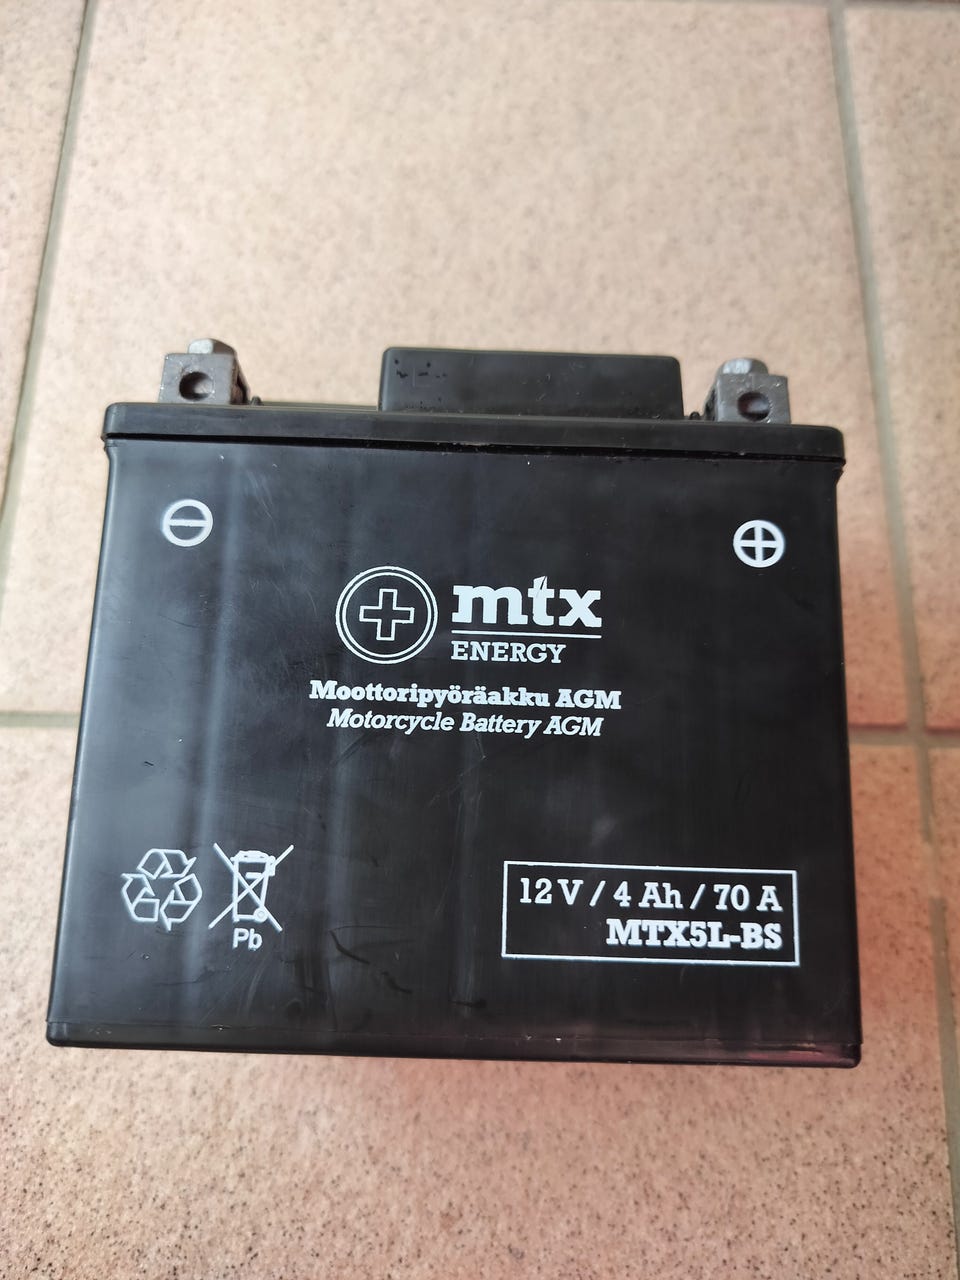 mtx
ENERGY
Moottoripyöräakku AGM
Motorcycle Battery AGM
Pb
12 V / 4 Ah / 70 A
MTX5L-BS